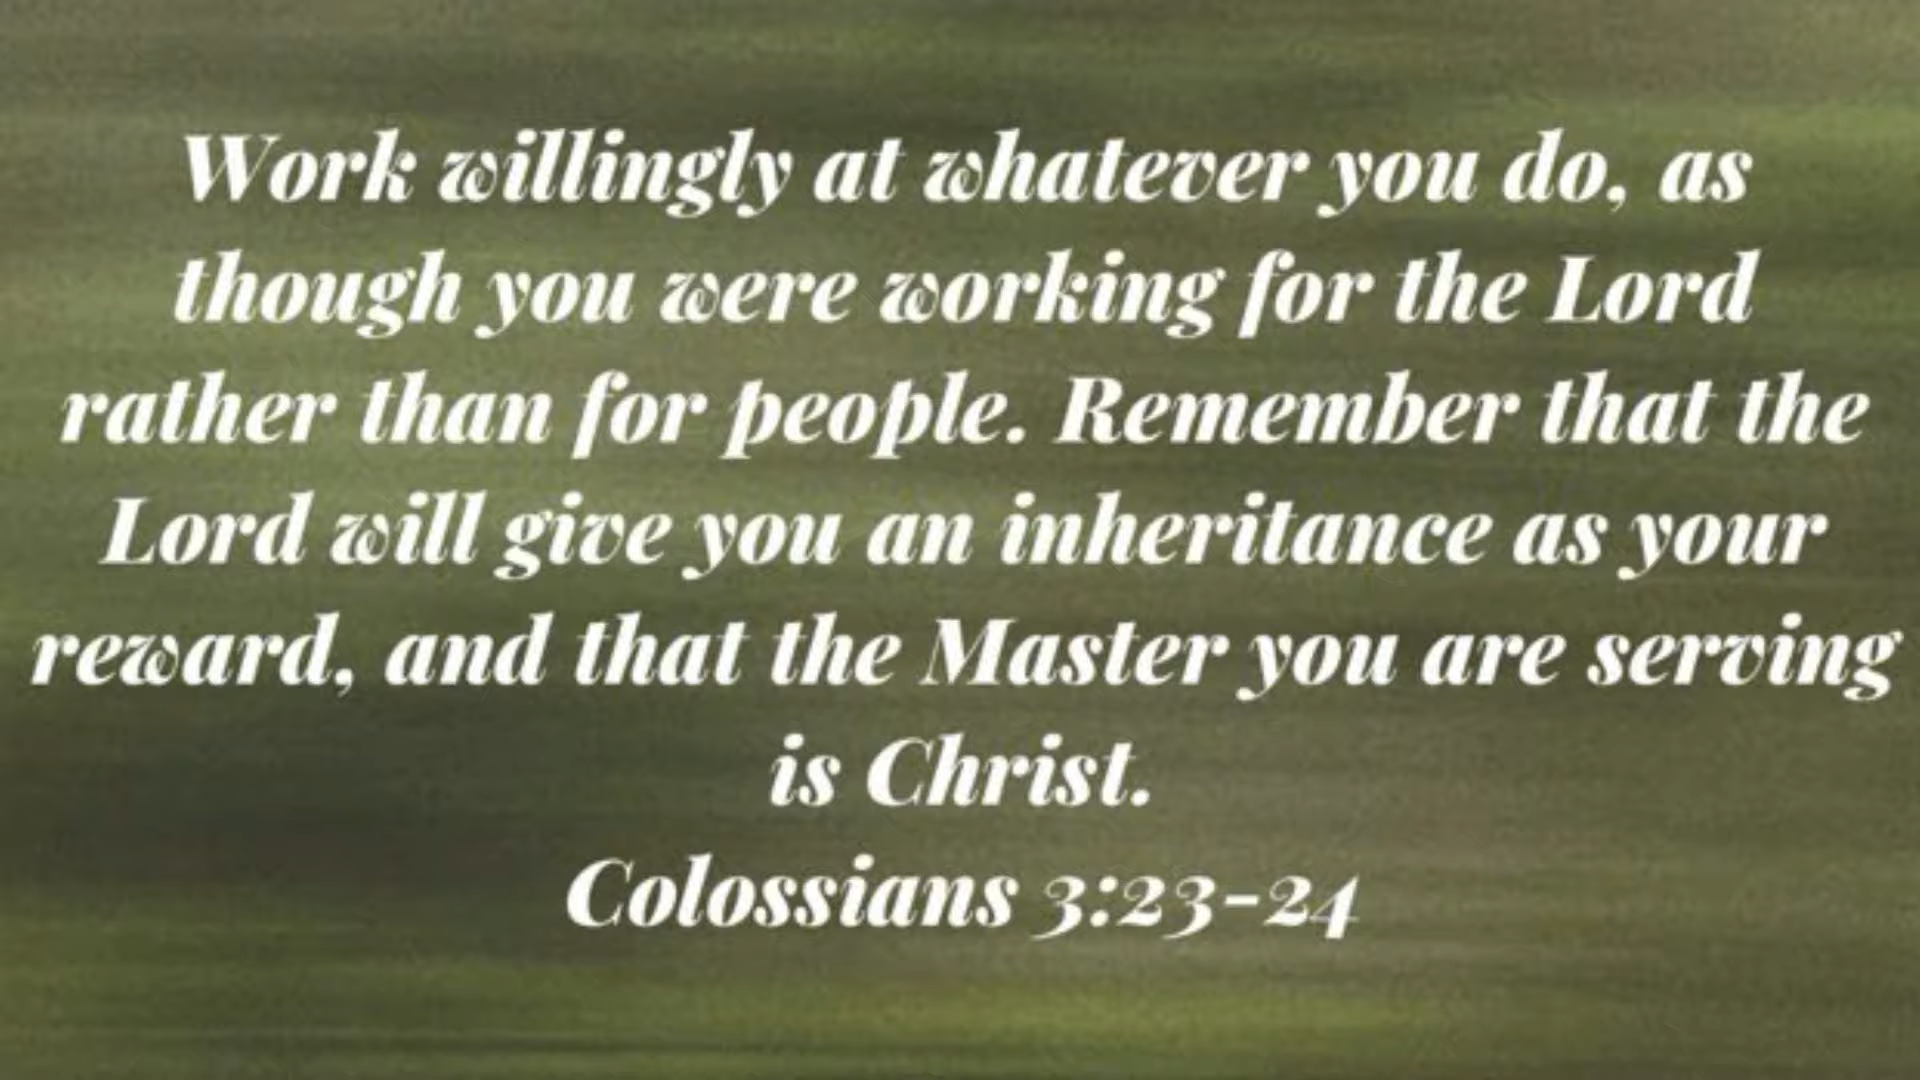 Work willingly at whatever you do, as
though you were working for the Lord
rather than for people. Remember that the
Lord will give you an inheritance as your
reward, and that the Master you are serving
is Christ.
Colossians 3:23-24